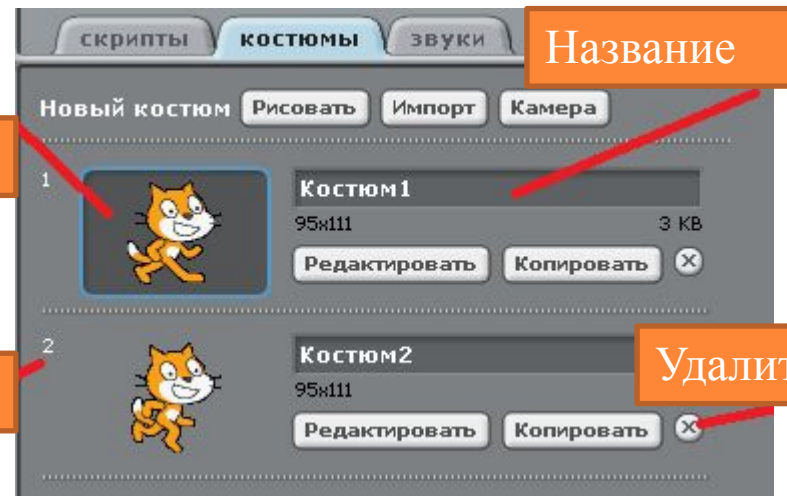 скрипты костюмы звуки
Название
Новый костюм Рисовать Импорт Камера
1
Костюм1
95x111 3 KB
Редактировать Копировать
2
Костюм2
Удалит
95x111
Редактировать Копировать